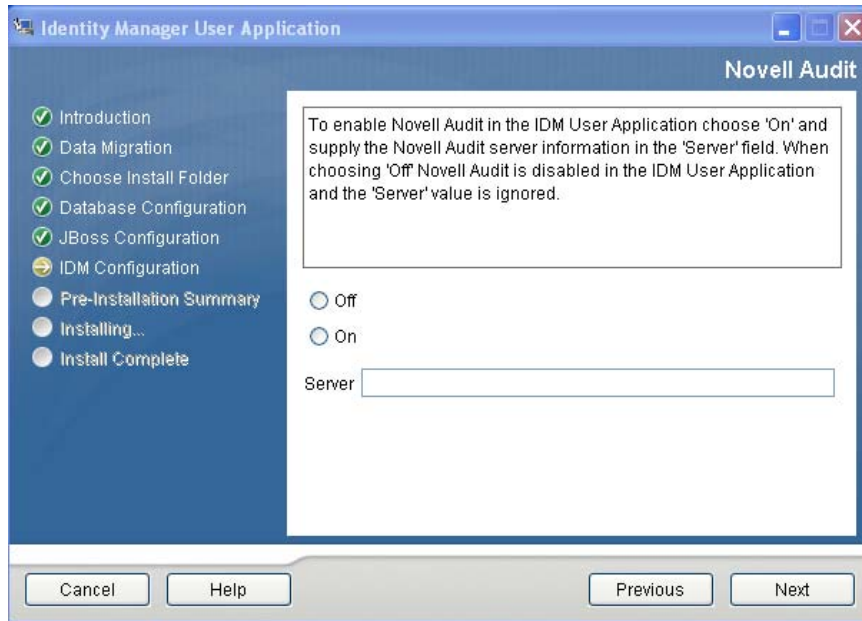 Identity Manager User Application
Novell Audit
Introduction
Data Migration
Choose Install Folder
Database Configuration
JBoss Configuration
IDM Configuration
Pre-Installation Summary
Installing...
Install Complete
To enable Novell Audit in the IDM User Application choose 'On' and
supply the Novell Audit server information in the 'Server' field. When
choosing 'Off' Novell Audit is disabled in the IDM User Application
and the 'Server' value is ignored.
Off
On
Server
Cancel
Help
Previous
Next